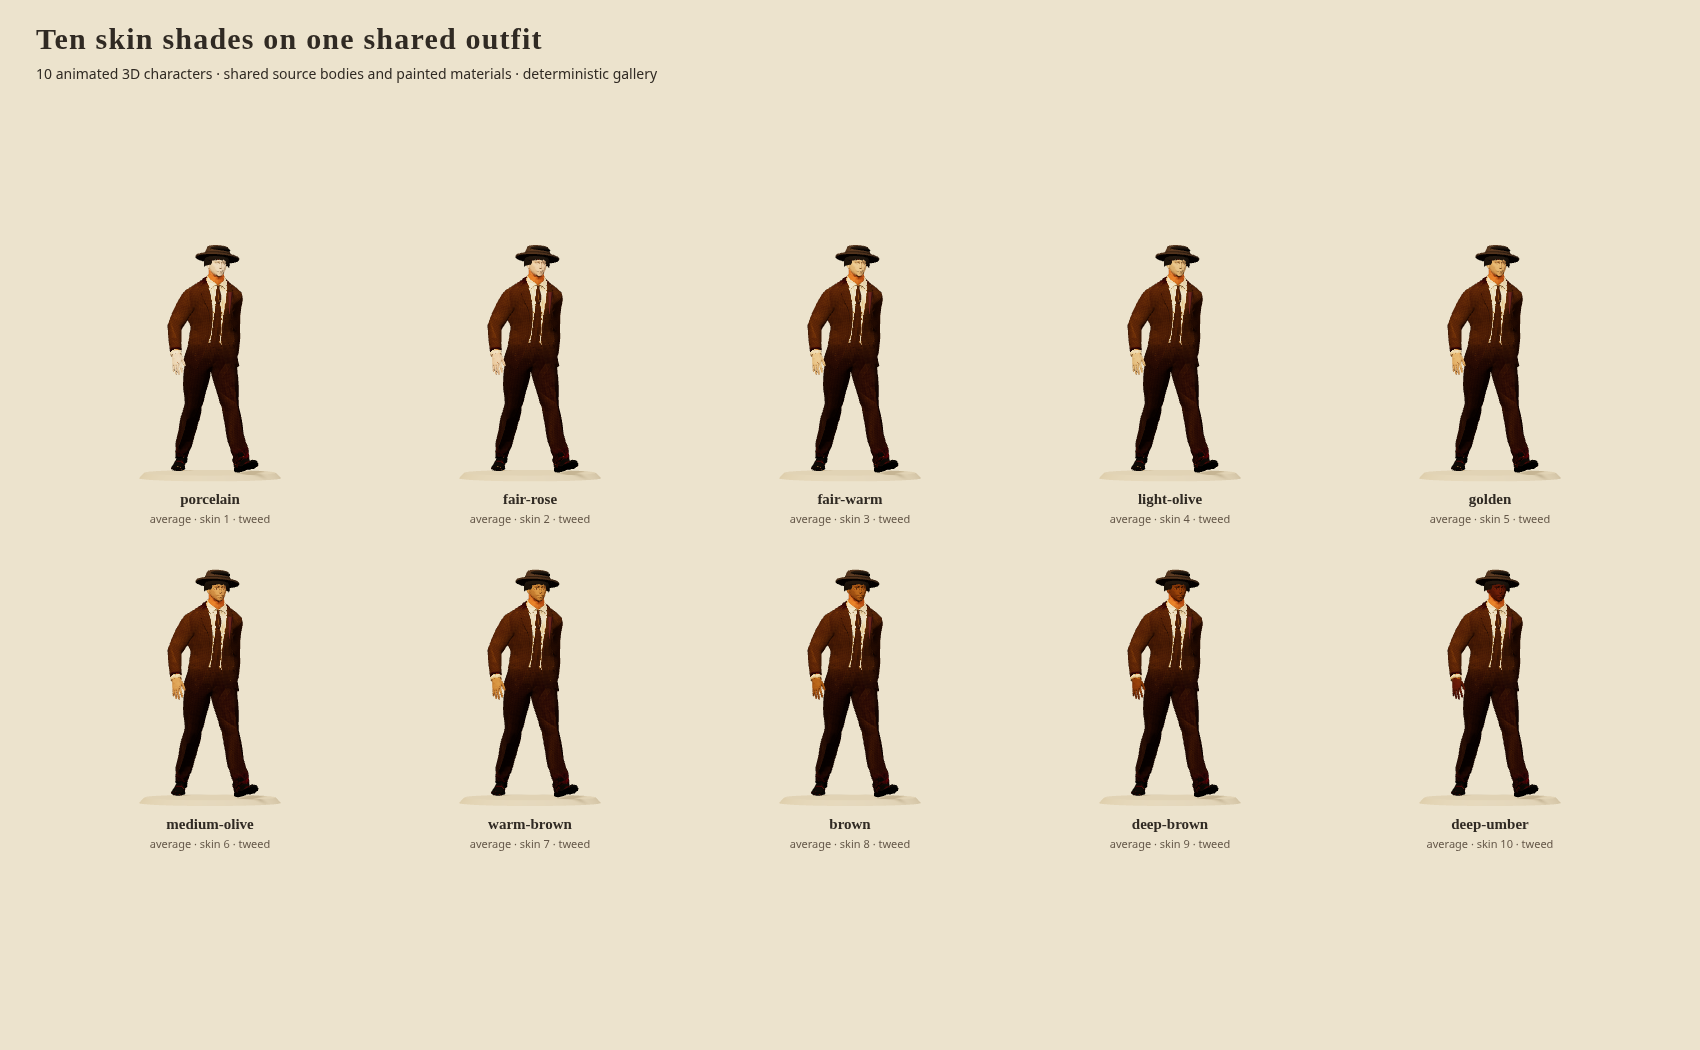 Ten skin shades on one shared outfit
10 animated 3D characters · shared source bodies and painted materials · deterministic gallery
porcelain
average · skin 1 · tweed
fair-rose
average · skin 2 · tweed
fair-warm
average · skin 3 · tweed
light-olive
average · skin 4 · tweed
golden
average · skin 5 · tweed
medium-olive
average · skin 6 · tweed
warm-brown
average · skin 7 · tweed
brown
average · skin 8 · tweed
deep-brown
average · skin 9 · tweed
deep-umber
average · skin 10 · tweed